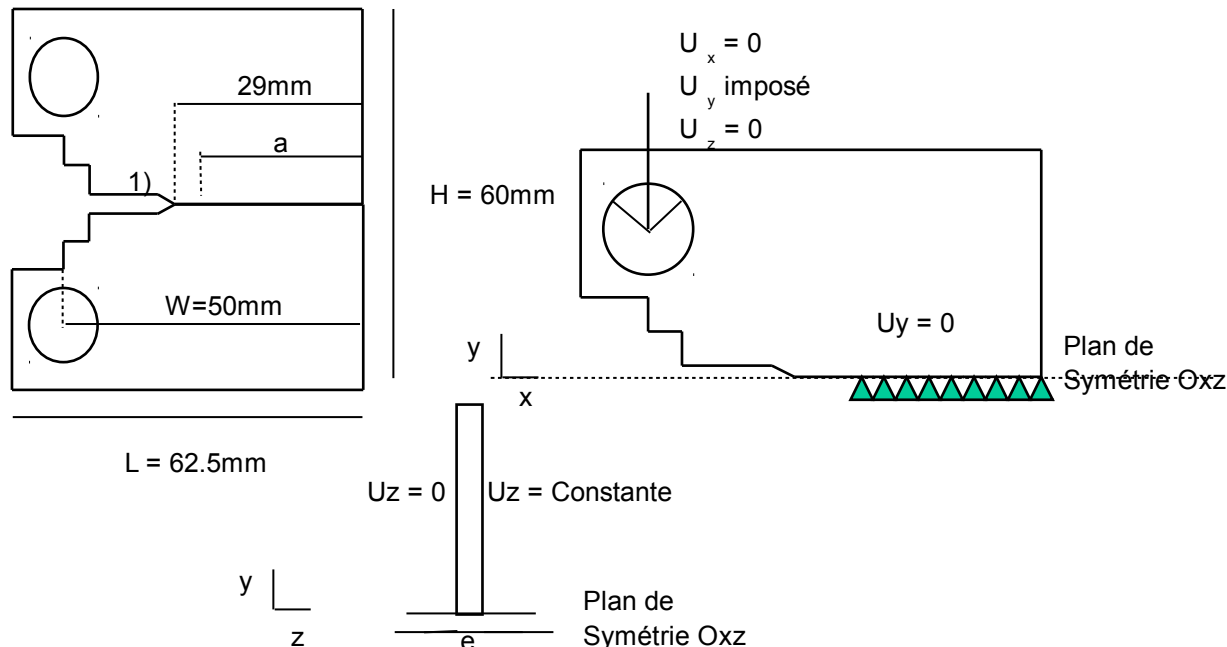 29mm
a
1)
W=50mm
L = 62.5mm
H = 60mm
U x = 0
U y imposé
U z = 0
Uy = 0
y
x
Plan de
Symétrie Oxz
Uz = 0
Uz = Constante
y
z
e
Plan de
Symétrie Oxz